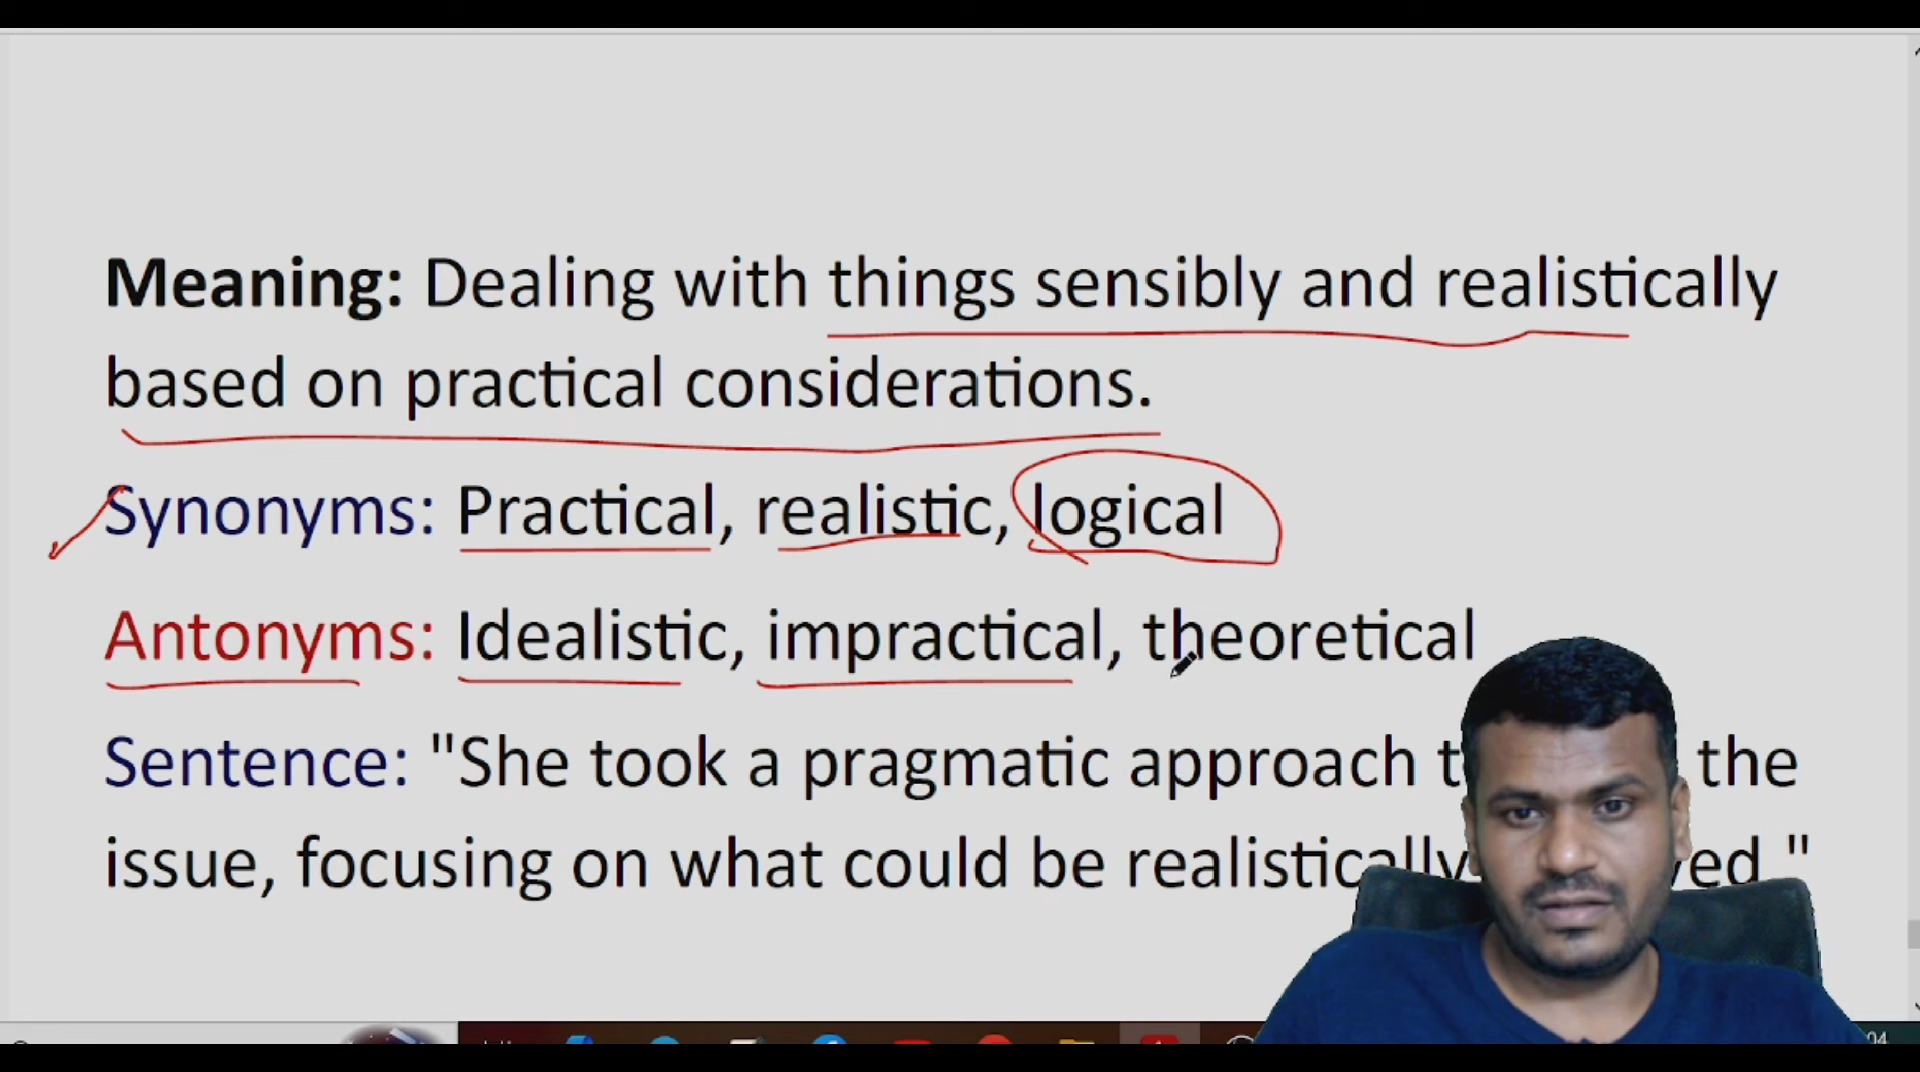 Meaning: Dealing with things sensibly and realistically
based on practical considerations.
Synonyms: Practical, realistic, logical
Antonyms: Idealistic, impractical, theoretical
Sentence: "She took a pragmatic approach the
issue, focusing on what could be realistically
04